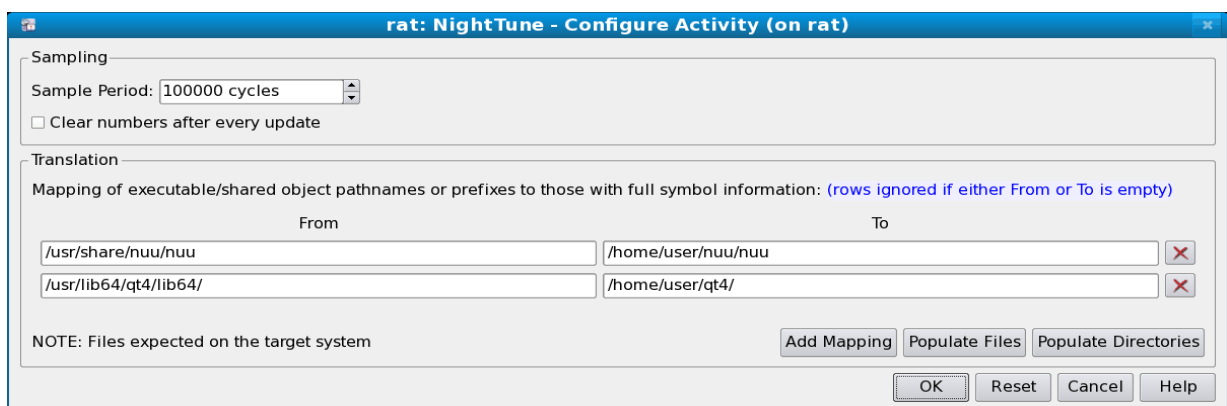 rat: NightTune - Configure Activity (on rat)
Sampling
Sample Period: 100000 cycles
Clear numbers after every update
Translation
Mapping of executable/shared object pathnames or prefixes to those with full symbol information: (rows ignored if either From or To is empty)
From To
/usr/share/nuu/nuu /home/user/nuu/nuu
/usr/lib64/qt4/lib64/ /home/user/qt4/
NOTE: Files expected on the target system Add Mapping Populate Files Populate Directories
OK Reset Cancel Help